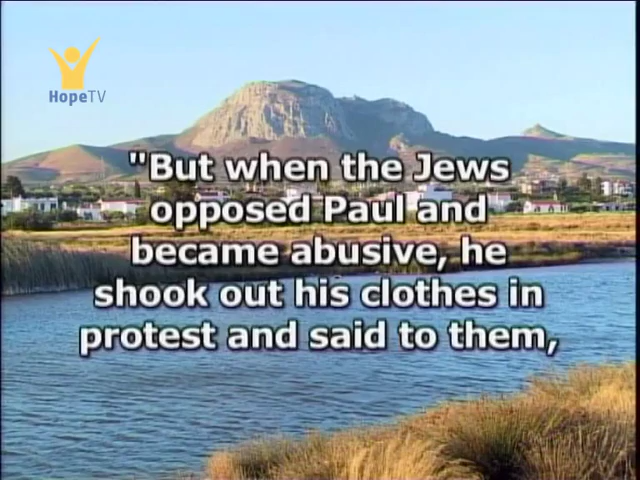 HopeTV
"But when the Jews
opposed Paul and
became abusive, he
shook out his clothes in
protest and said to them,